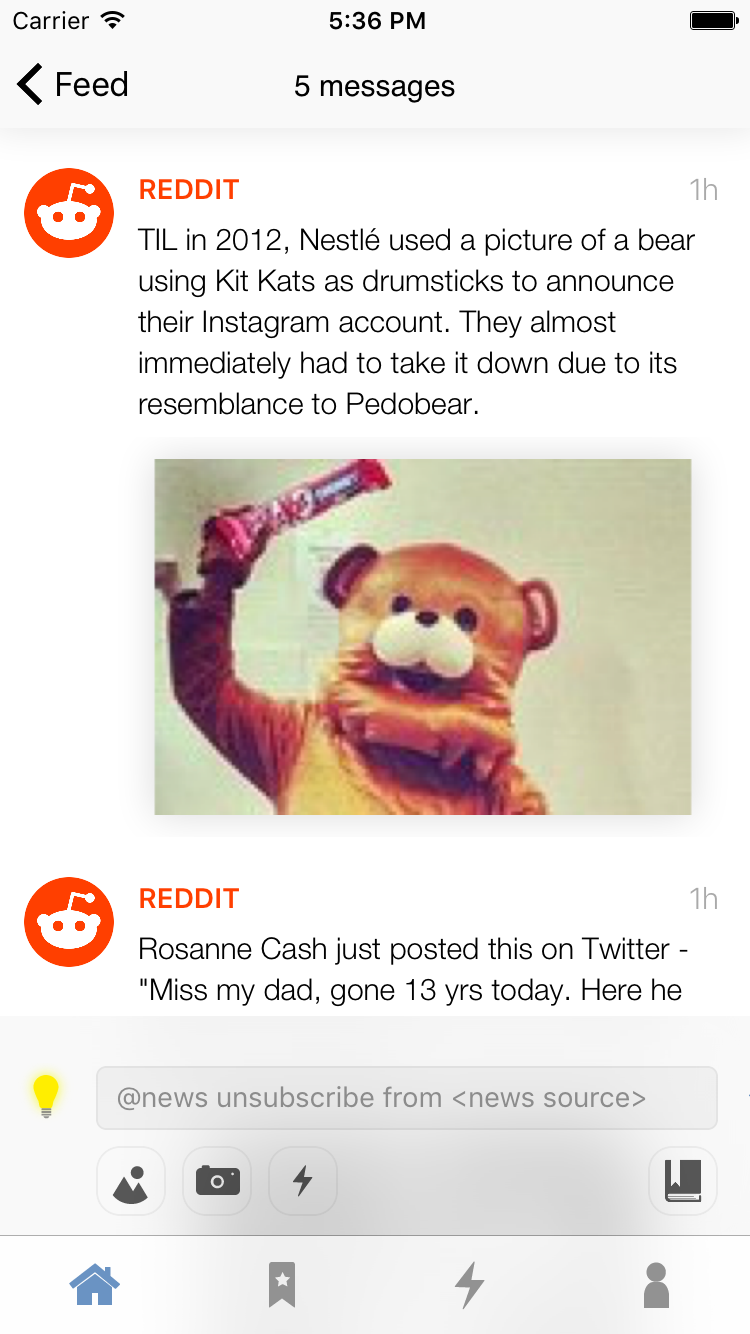 Carrier 5:36 PM
Feed 5 messages
REDDIT 1h
TIL in 2012, Nestlé used a picture of a bear
using Kit Kats as drumsticks to announce
their Instagram account. They almost
immediately had to take it down due to its
resemblance to Pedobear.
REDDIT 1h
Rosanne Cash just posted this on Twitter -
"Miss my dad, gone 13 yrs today. Here he
@news unsubscribe from <news source>